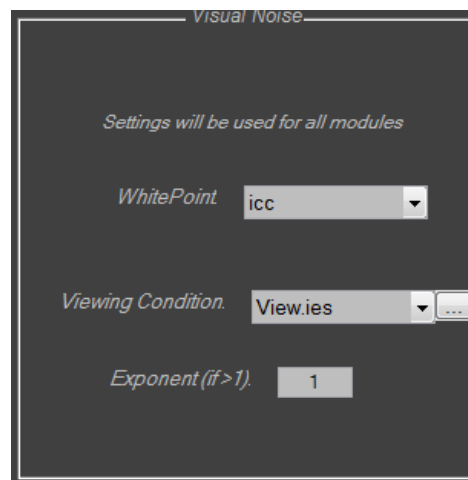 Visual Noise
Settings will be used for all modules
WhitePoint icc
Viewing Condition. View.ies ...
Exponent (if >1). 1